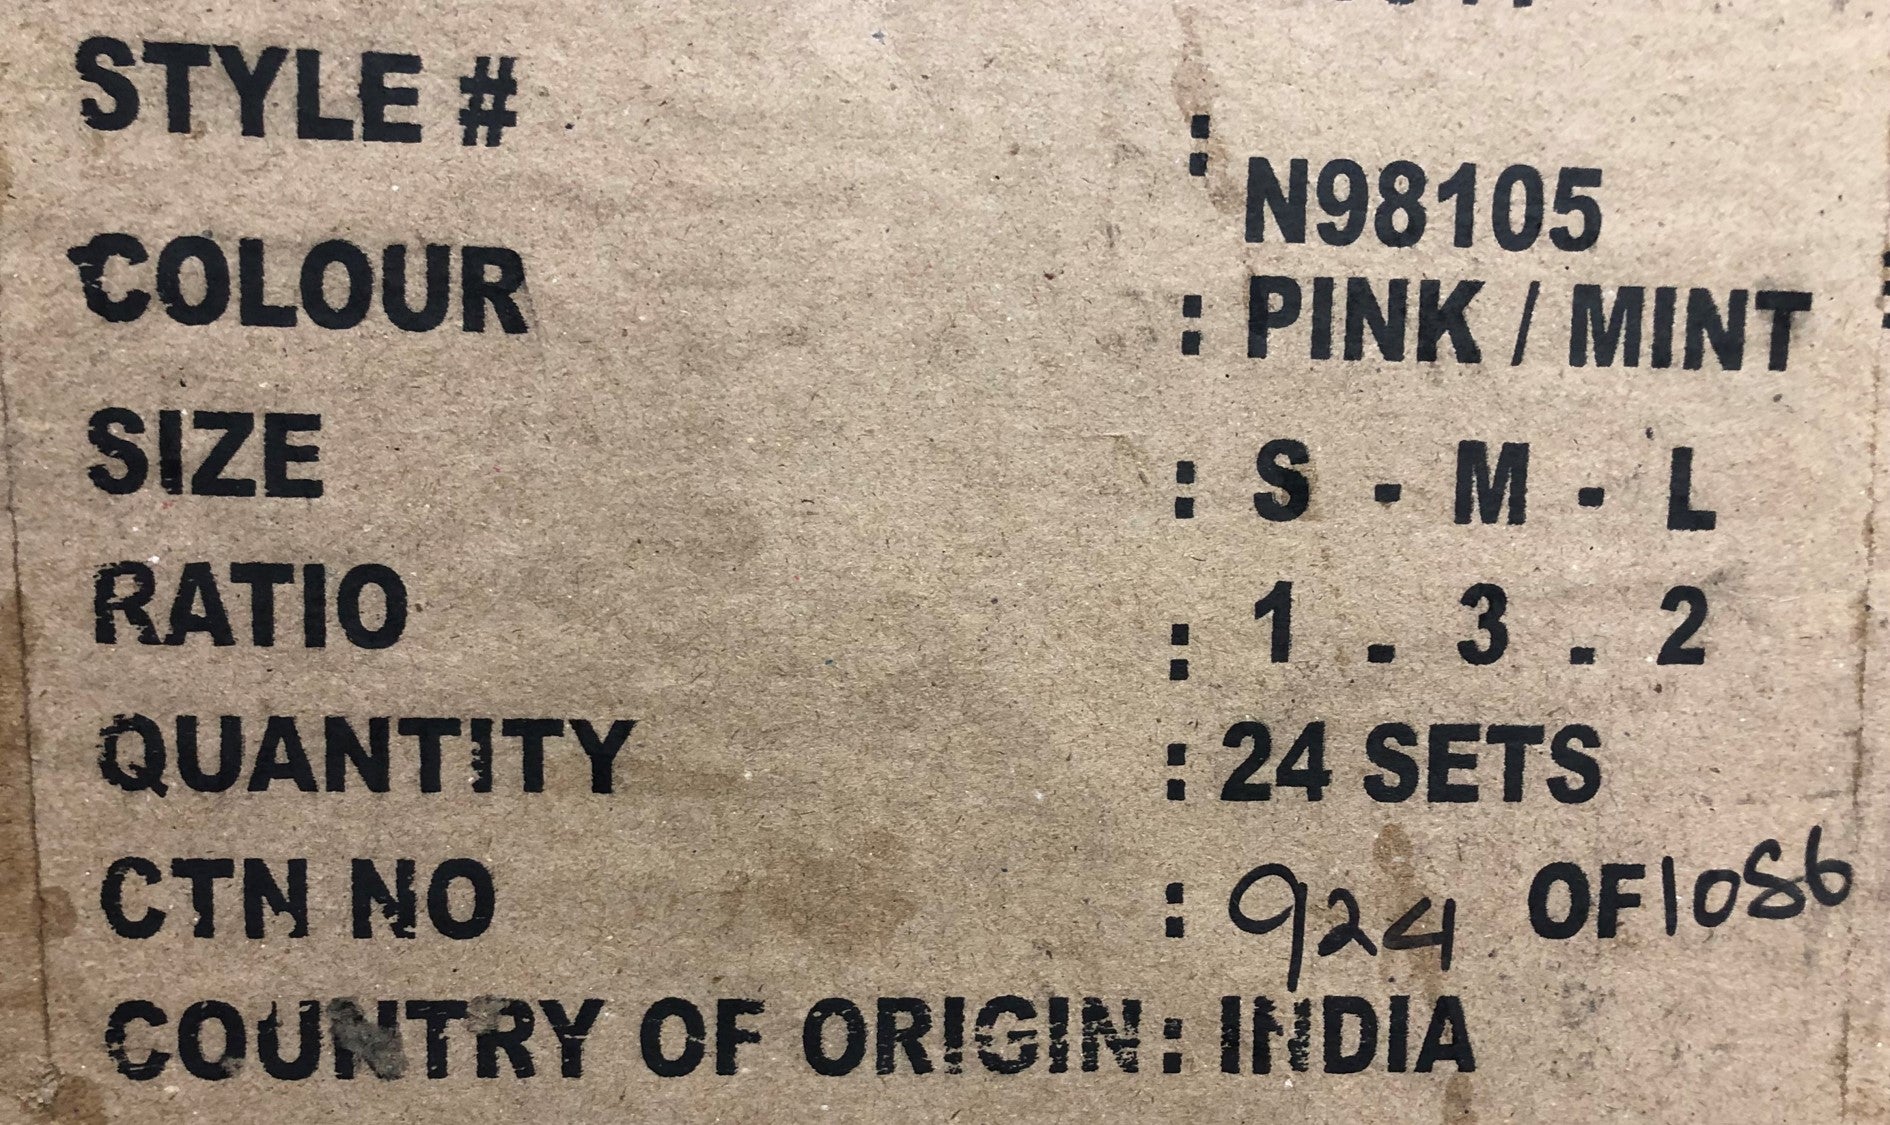 STYLE # : N98105
COLOUR : PINK / MINT
SIZE : S - M - L
RATIO : 1 - 3 - 2
QUANTITY : 24 SETS
CTN NO : 924 OF 1086
COUNTRY OF ORIGIN : INDIA